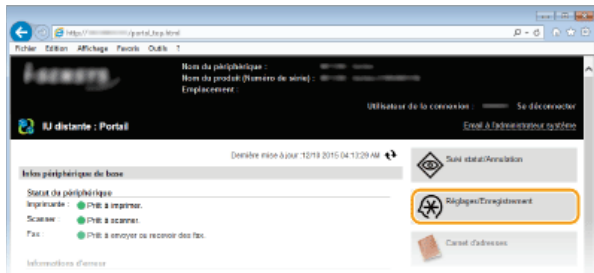 /portal_top.html
Fichier Edition Affichage Favoris Outils ?
Nom du périphérique :
Nom du produit (Numéro de série) :
Emplacement :
Utilisateur de la connexion : Se déconnecter
IU distante : Portail
Email à l'administrateur système
Dernière mise à jour :12/18 2015 04:13:29 AM
Suivi statut/Annulation
Infos périphérique de base
Statut du périphérique
Réglages/Enregistrement
Imprimante : Prêt à imprimer.
Scanner : Prêt à scanner.
Fax : Prêt à envoyer ou recevoir des fax.
Carnet d'adresses
Informations d'erreur